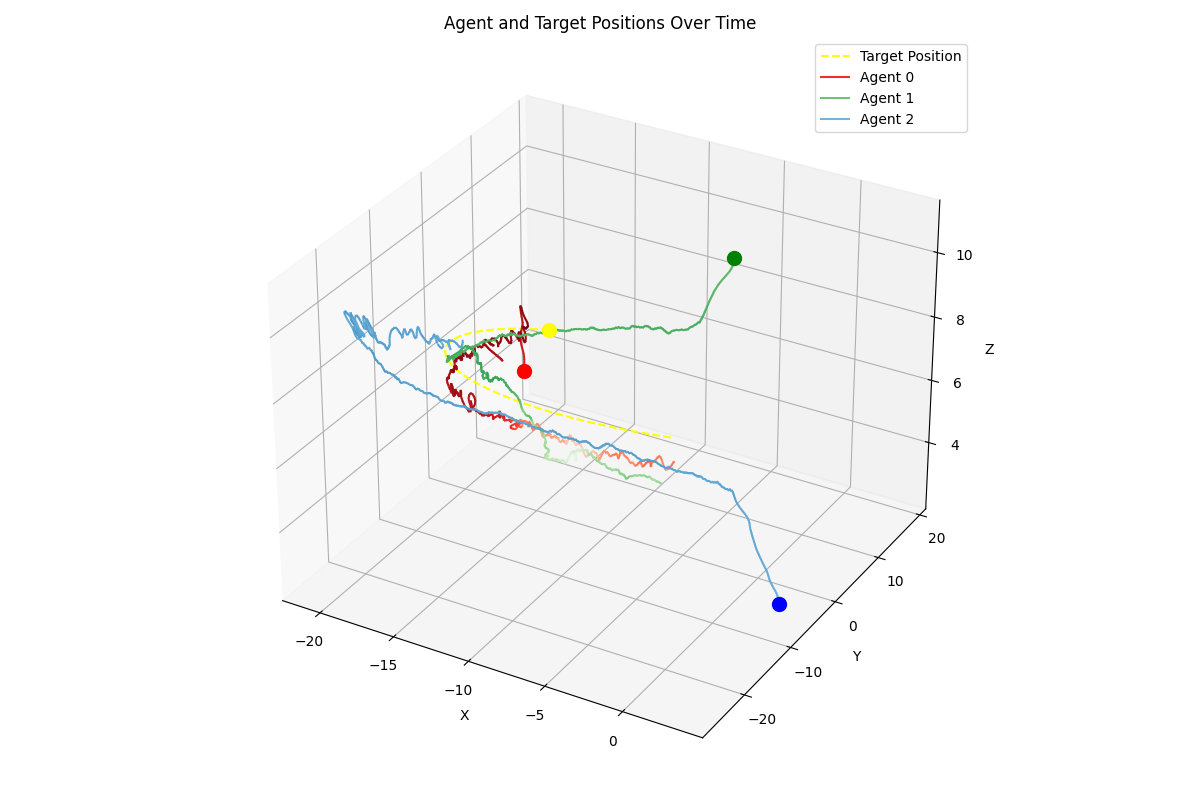 Agent and Target Positions Over Time
Target Position
Agent 0
Agent 1
Agent 2
10
8
Z
6
4
20
10
0
Y
−10
−20
−20
−15
−10
X
−5
0